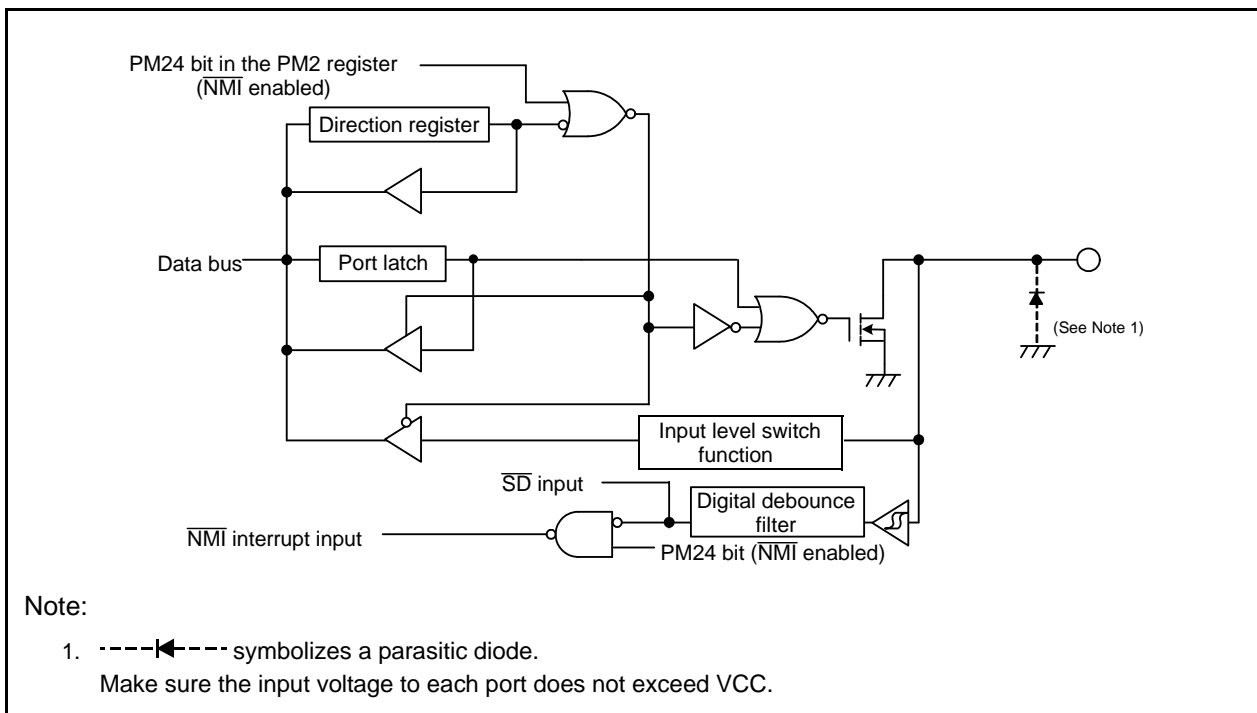 PM24 bit in the PM2 register
(NMI enabled)
Direction register
Data bus
Port latch
(See Note 1)
Input level switch
function
SD input
Digital debounce
filter
NMI interrupt input
PM24 bit (NMI enabled)
Note:
1. symbolizes a parasitic diode.
Make sure the input voltage to each port does not exceed VCC.